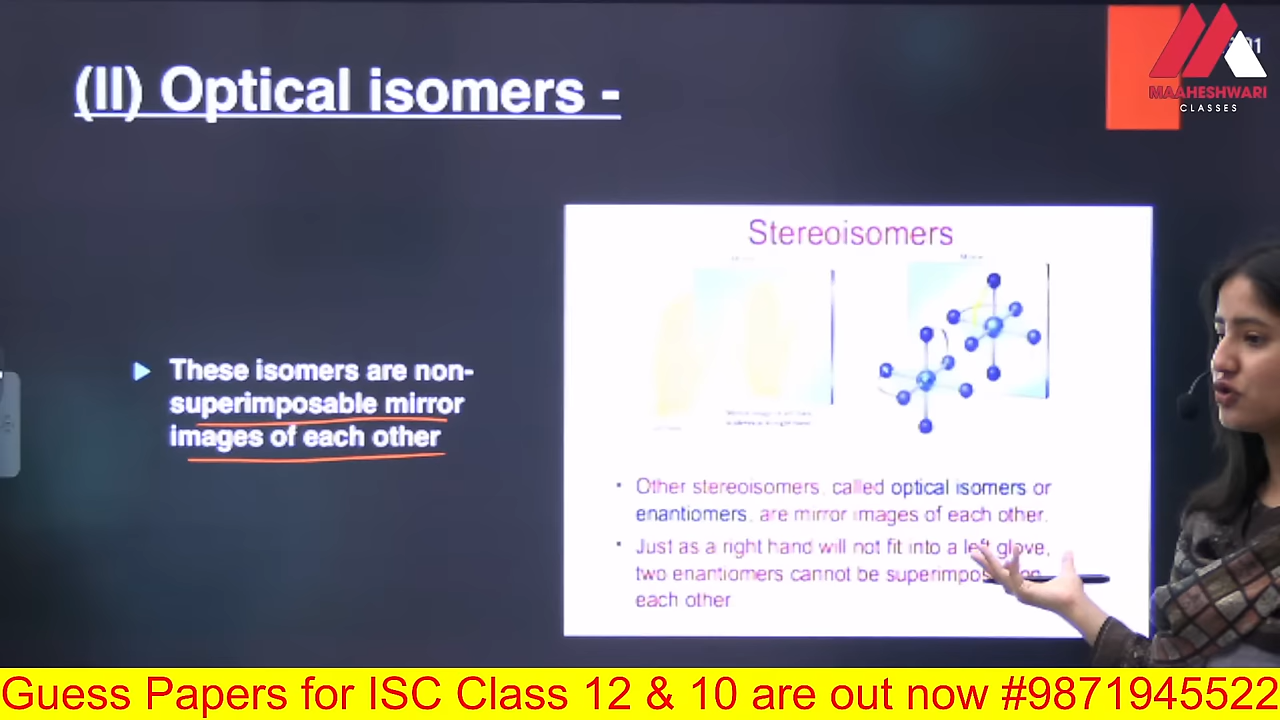 (II) Optical isomers -
MAAHESHWARI
CLASSES
Stereoisomers
These isomers are non-
superimposable mirror
images of each other
• Other stereoisomers, called optical isomers or
enantiomers, are mirror images of each other.
• Just as a right hand will not fit into a left glove,
two enantiomers cannot be on
each other
Guess Papers for ISC Class 12 & 10 are out now #9871945522